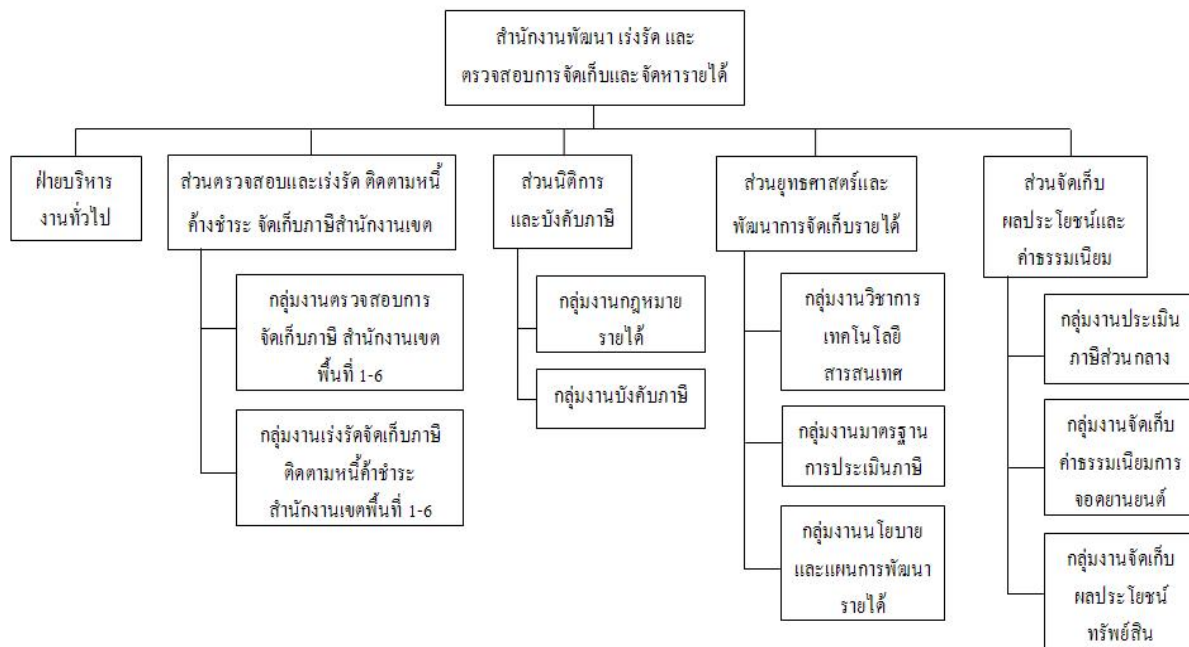 สำนักงานพัฒนา เร่งรัด และ
ตรวจสอบการจัดเก็บและจัดหารายได้
ฝ่ายบริหาร
งานทั่วไป
ส่วนตรวจสอบและเร่งรัด ติดตามหนี้
ค้างชำระ จัดเก็บภาษีสำนักงานเขต
กลุ่มงานตรวจสอบการ
จัดเก็บภาษี สำนักงานเขต
พื้นที่ 1-6
กลุ่มงานเร่งรัดจัดเก็บภาษี
ติดตามหนี้ค้าชำระ
สำนักงานเขตพื้นที่ 1-6
ส่วนนิติการ
และบังคับภาษี
กลุ่มงานกฎหมาย
รายได้
กลุ่มงานบังคับภาษี
ส่วนยุทธศาสตร์และ
พัฒนาการจัดเก็บรายได้
กลุ่มงานวิชาการ
เทคโนโลยี
สารสนเทศ
กลุ่มงานมาตรฐาน
การประเมินภาษี
กลุ่มงานนโยบาย
และแผนการพัฒนา
รายได้
ส่วนจัดเก็บ
ผลประโยชน์และ
ค่าธรรมเนียม
กลุ่มงานประเมิน
ภาษีส่วนกลาง
กลุ่มงานจัดเก็บ
ค่าธรรมเนียมการ
จอดยานยนต์
กลุ่มงานจัดเก็บ
ผลประโยชน์
ทรัพย์สิน